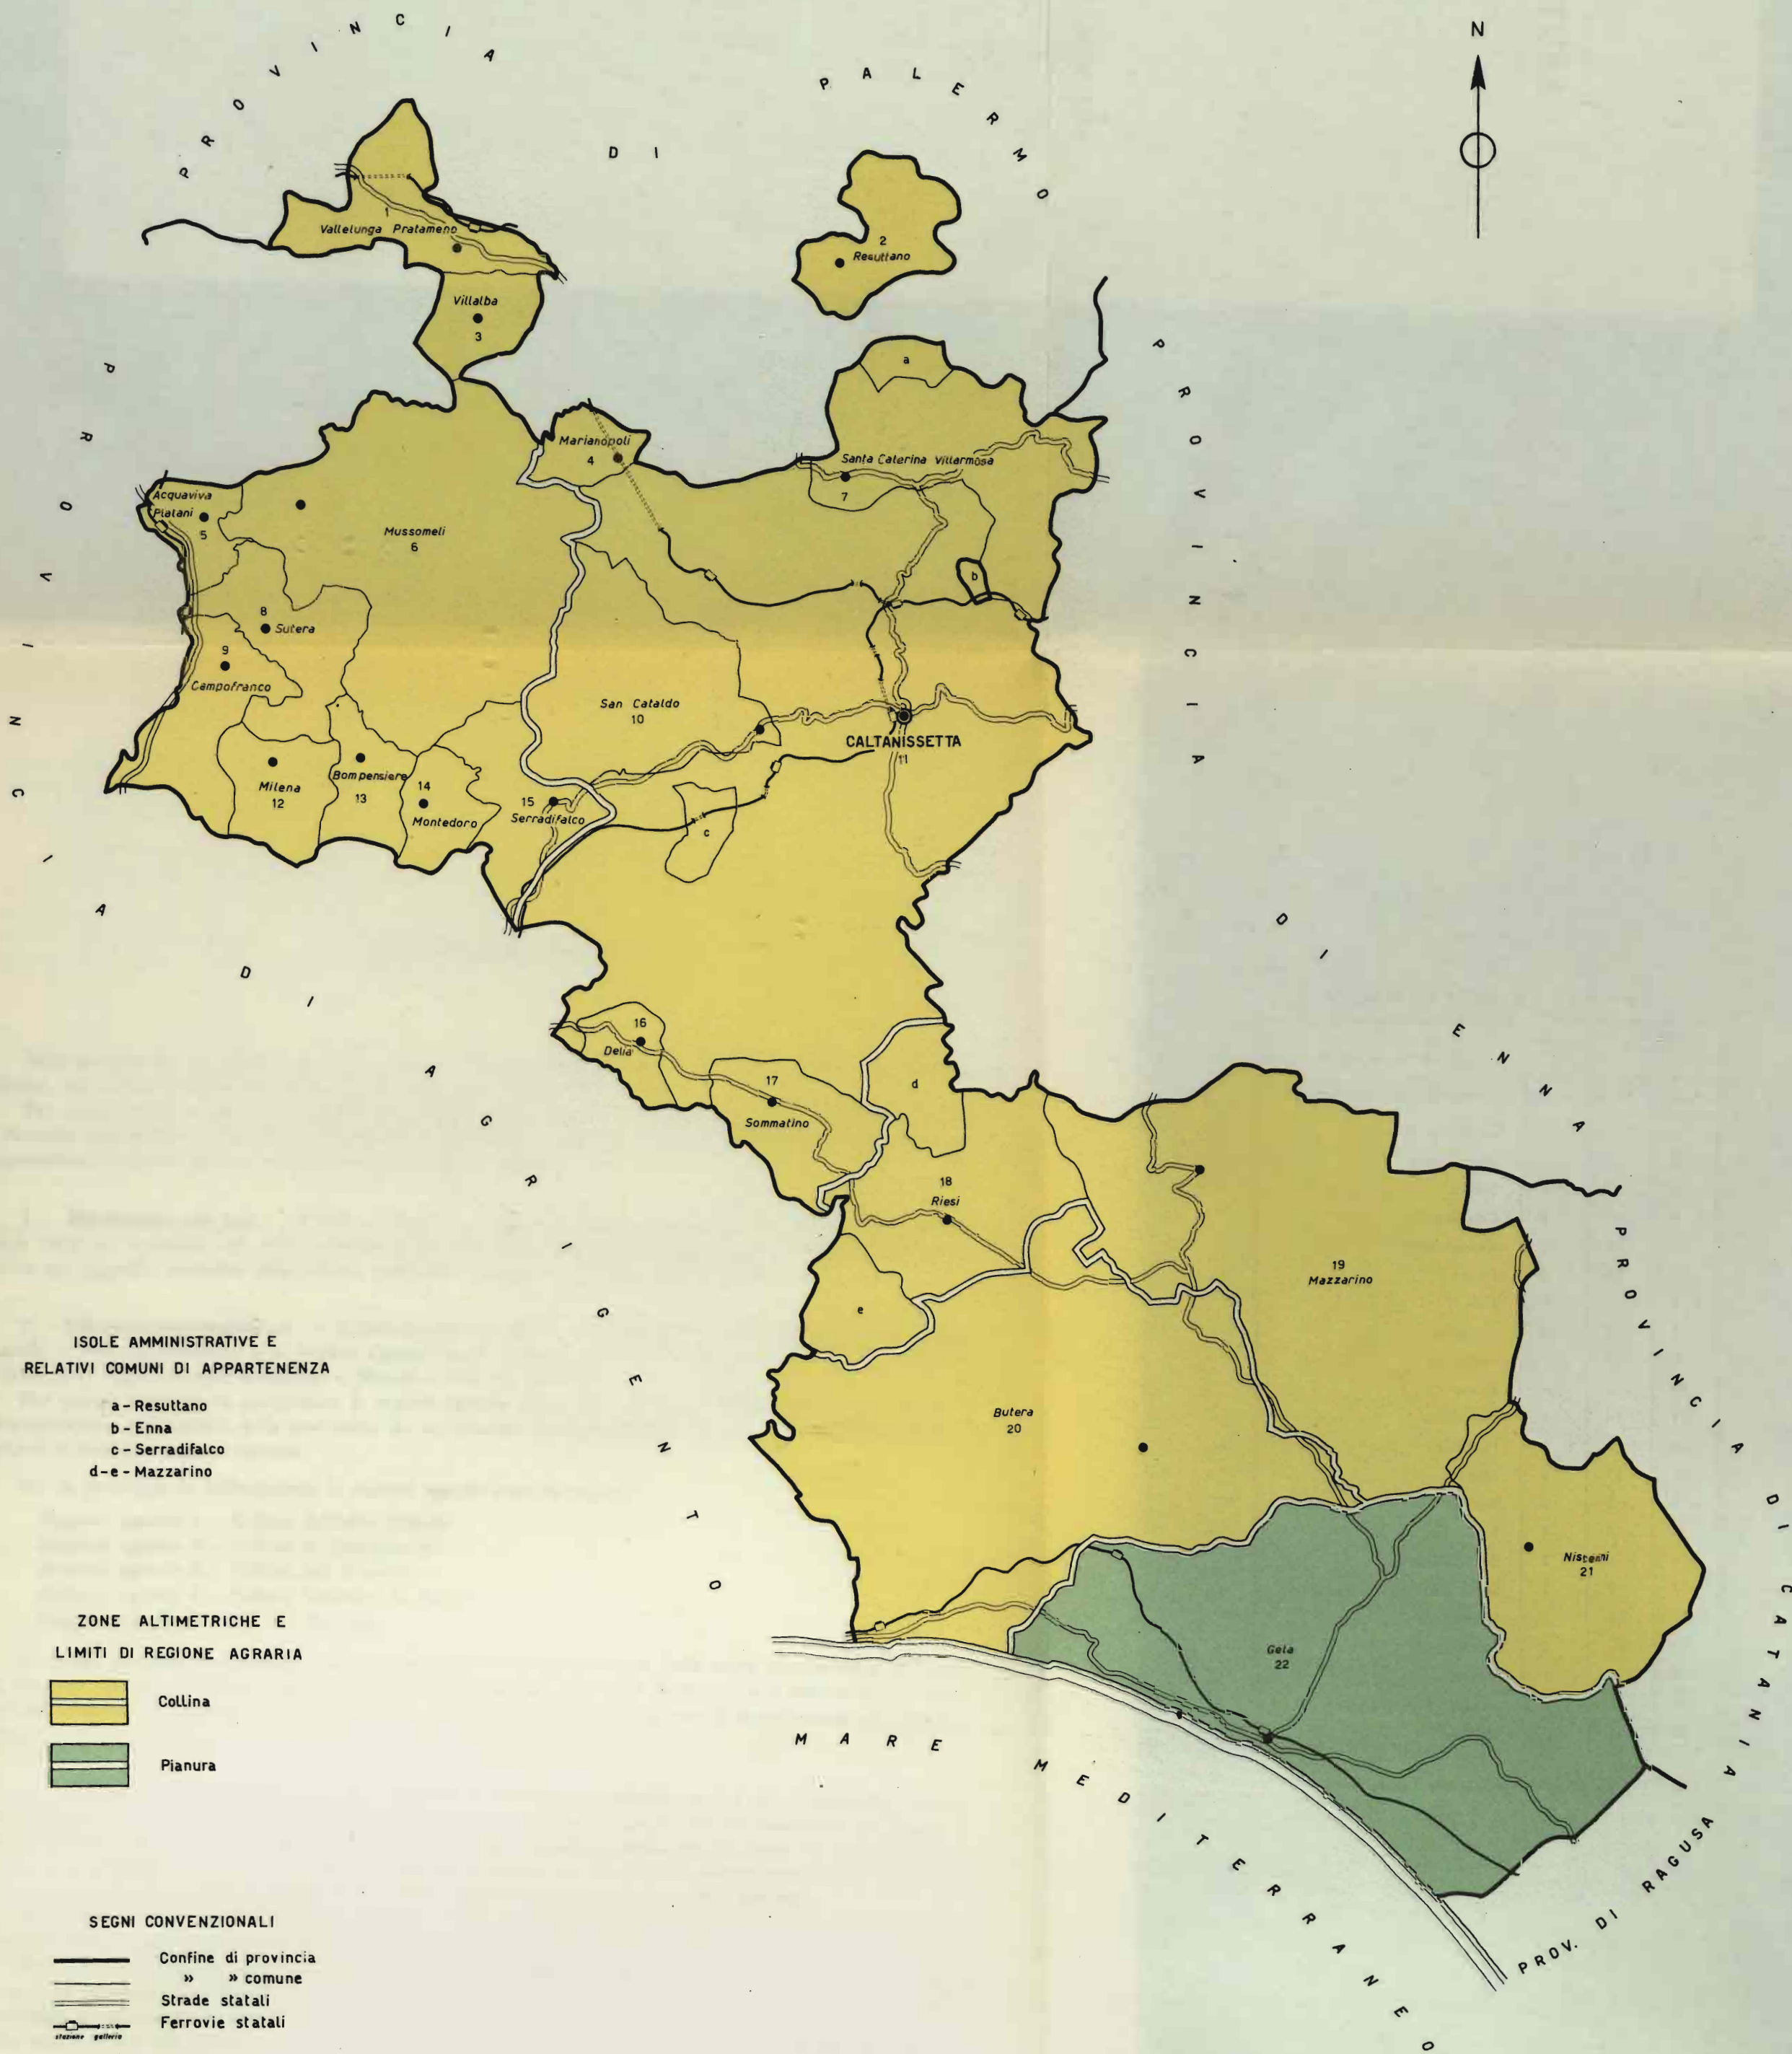 PROVINCIA DI PALERMO
N
1
Vallelunga Pratameno
2
Resuttano
Villalba
3
a
Marianopoli
4
Santa Caterina Villarmosa
7
Acquaviva
Platani
5
Mussomeli
6
b
8
Sutera
9
Campofranco
San Cataldo
10
CALTANISSETTA
11
Milena
12
Bompensiere
13
14
Montedoro
15
Serradifalco
c
16
Delia
17
Sommatino
d
18
Riesi
19
Mazzarino
e
Butera
20
Niscemi
21
Gela
22
PROVINCIA DI AGRIGENTO
PROVINCIA DI ENNA
PROVINCIA DI CATANIA
PROV. DI RAGUSA
MARE MEDITERRANEO
ISOLE AMMINISTRATIVE E
RELATIVI COMUNI DI APPARTENENZA
a - Resuttano
b - Enna
c - Serradifalco
d-e - Mazzarino
ZONE ALTIMETRICHE E
LIMITI DI REGIONE AGRARIA
Collina
Pianura
SEGNI CONVENZIONALI
Confine di provincia
» » comune
Strade statali
Ferrovie statali
stazione galleria